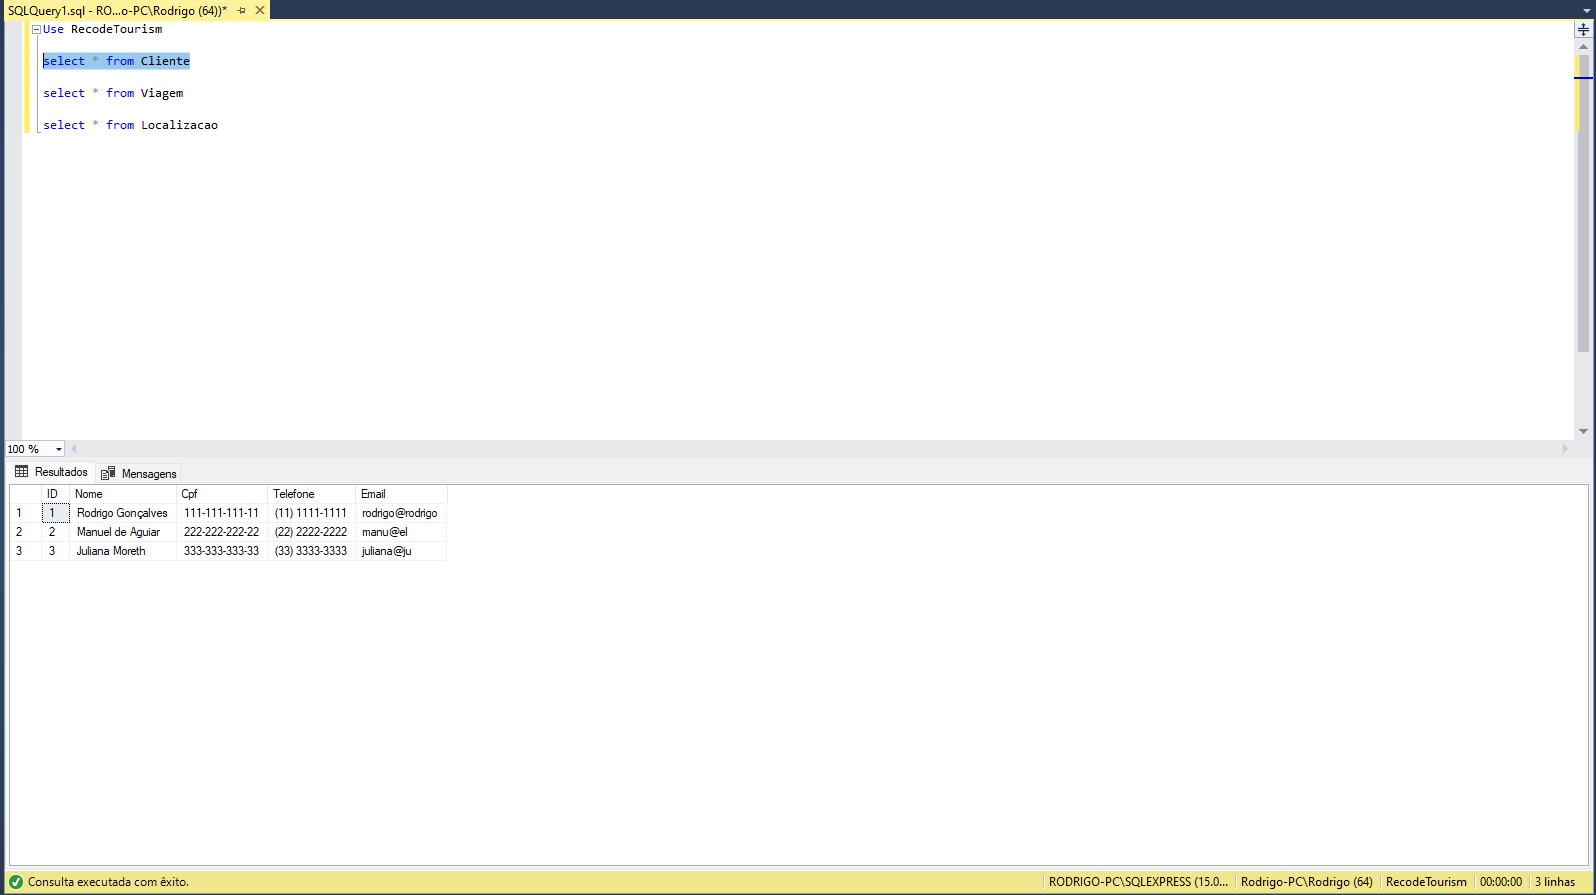 SQLQuery1.sql - RO...o-PC\Rodrigo (64))*
Use RecodeTourism
select * from Cliente
select * from Viagem
select * from Localizacao
100 %
Resultados Mensagens
ID Nome Cpf Telefone Email
1 1 Rodrigo Gonçalves 111-111-111-11 (11) 1111-1111 rodrigo@rodrigo
2 2 Manuel de Aguiar 222-222-222-22 (22) 2222-2222 manu@el
3 3 Juliana Moreth 333-333-333-33 (33) 3333-3333 juliana@ju
Consulta executada com êxito. RODRIGO-PC\SQLEXPRESS (15.0... Rodrigo-PC\Rodrigo (64) RecodeTourism 00:00:00 3 linhas